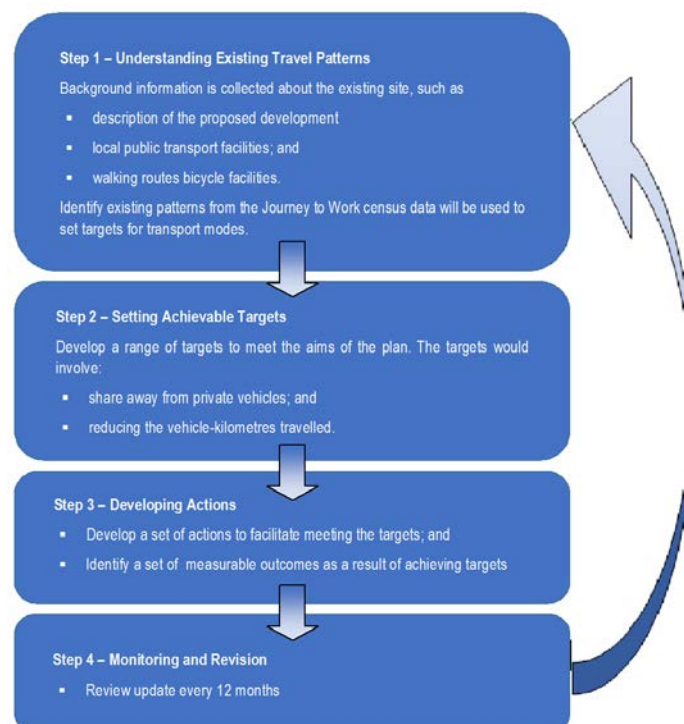 Step 1 – Understanding Existing Travel Patterns
Background information is collected about the existing site, such as
▪ description of the proposed development
▪ local public transport facilities; and
▪ walking routes bicycle facilities.
Identify existing patterns from the Journey to Work census data will be used to
set targets for transport modes.
Step 2 – Setting Achievable Targets
Develop a range of targets to meet the aims of the plan. The targets would
involve:
▪ share away from private vehicles; and
▪ reducing the vehicle-kilometres travelled.
Step 3 – Developing Actions
▪ Develop a set of actions to facilitate meeting the targets; and
▪ Identify a set of measurable outcomes as a result of achieving targets
Step 4 – Monitoring and Revision
▪ Review update every 12 months